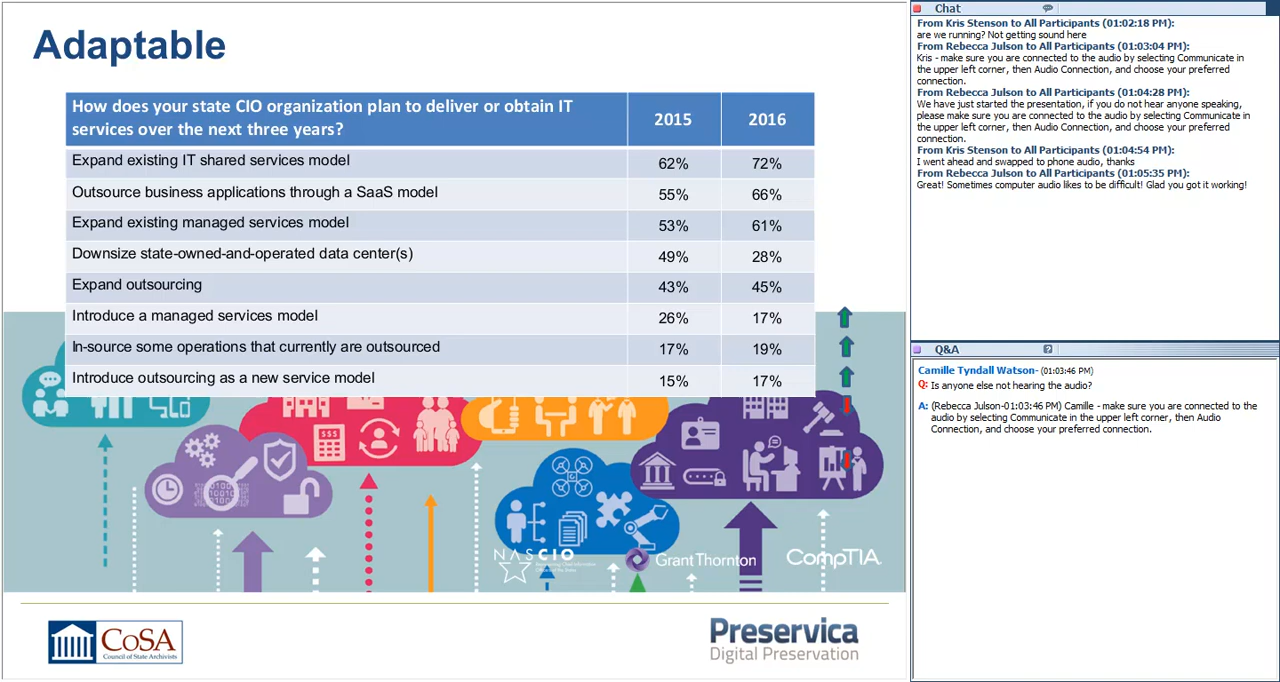 Adaptable
How does your state CIO organization plan to deliver or obtain IT
services over the next three years?
2015
2016
Expand existing IT shared services model
62%
72%
Outsource business applications through a SaaS model
55%
66%
Expand existing managed services model
53%
61%
Downsize state-owned-and-operated data center(s)
49%
28%
Expand outsourcing
43%
45%
Introduce a managed services model
26%
17%
In-source some operations that currently are outsourced
17%
19%
Introduce outsourcing as a new service model
15%
17%
$$$
NASCIO
Grant Thornton
CompTIA
CoSA
Council of State Archivists
Preservica
Digital Preservation
Chat
From Kris Stenson to All Participants (01:02:18 PM):
are we running? Not getting sound here
From Rebecca Julson to All Participants (01:03:04 PM):
Kris - make sure you are connected to the audio by selecting Communicate in
the upper left corner, then Audio Connection, and choose your preferred
connection.
From Rebecca Julson to All Participants (01:04:28 PM):
We have just started the presentation, if you do not hear anyone speaking,
please make sure you are connected to the audio by selecting Communicate in
the upper left corner, then Audio Connection, and choose your preferred
connection.
From Kris Stenson to All Participants (01:04:54 PM):
I went ahead and swapped to phone audio, thanks
From Rebecca Julson to All Participants (01:05:35 PM):
Great! Sometimes computer audio likes to be difficult! Glad you got it working!
Q&A
Camille Tyndall Watson- (01:03:46 PM)
Q: Is anyone else not hearing the audio?
A: (Rebecca Julson-01:03:46 PM) Camille - make sure you are connected to the
audio by selecting Communicate in the upper left corner, then Audio
Connection, and choose your preferred connection.